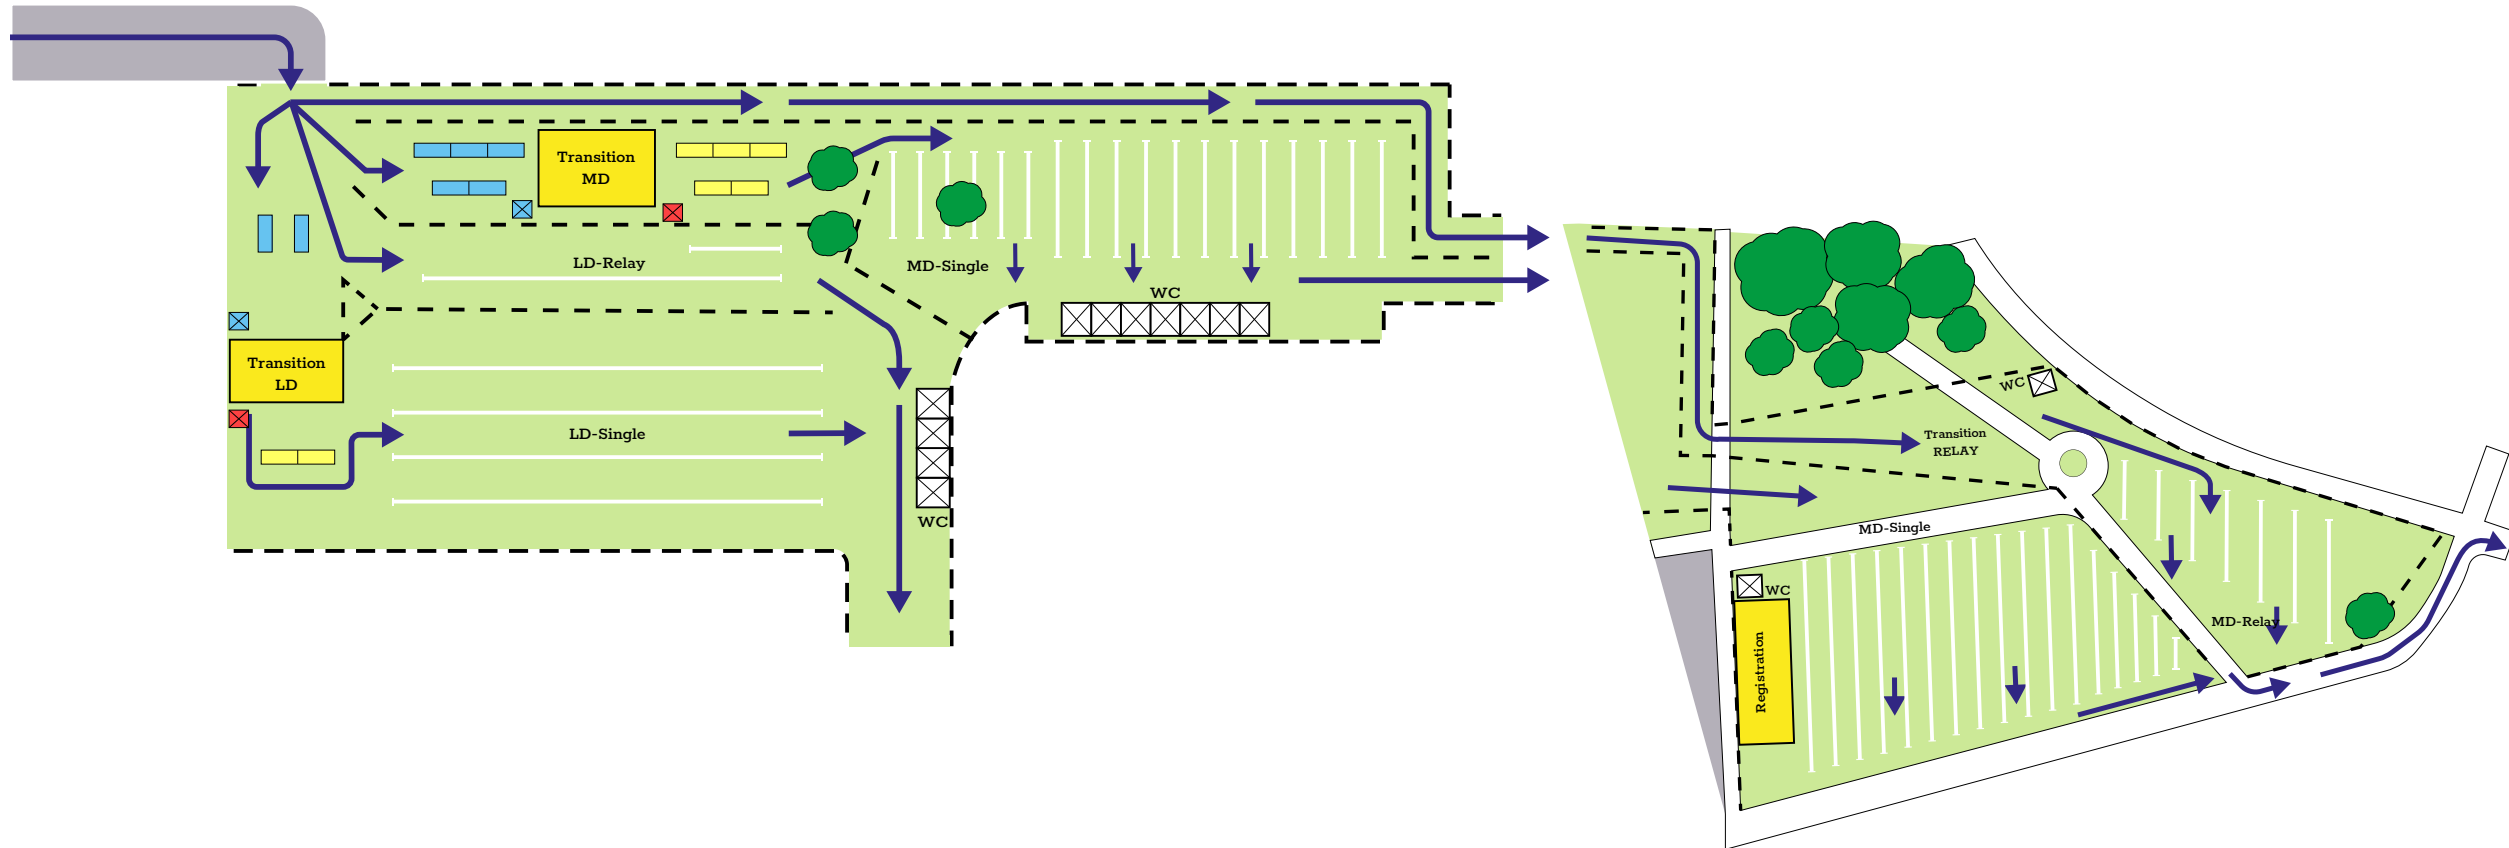 Transition
MD
LD-Relay
MD-Single
WC
Transition
LD
LD-Single
WC
WC
Transition
RELAY
MD-Single
WC
Registration
MD-Relay